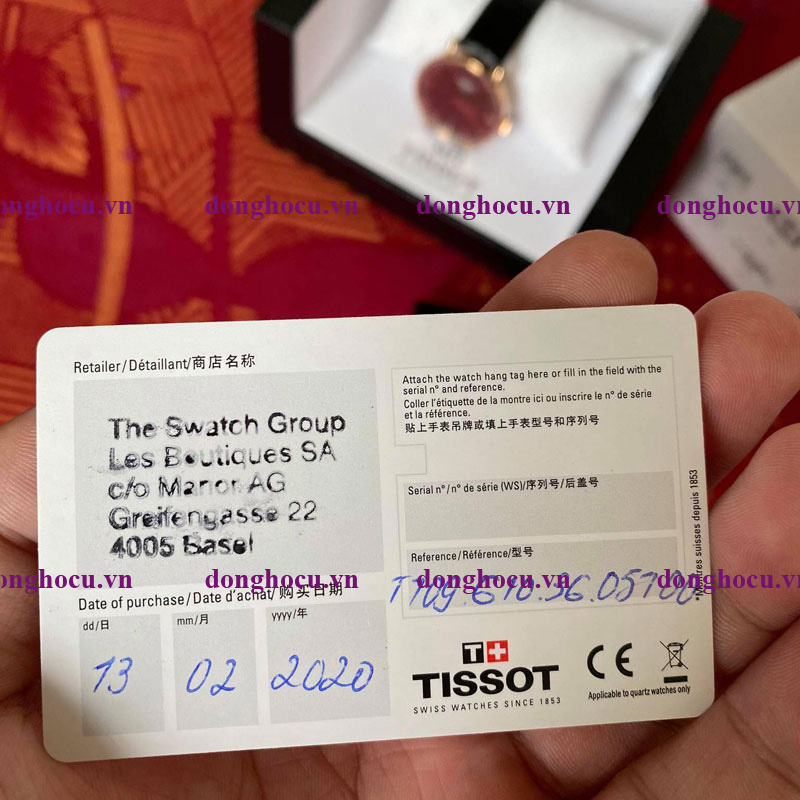 donghocu.vn donghocu.vn donghocu.vn donghocu.vn
Retailer/Détaillant/商店名称
The Swatch Group
Les Boutiques SA
c/o Manor AG
Greifengasse 22
4005 Basel
Attach the watch hang tag here or fill in the field with the
serial n° and reference.
Coller l'étiquette de la montre ici ou inscrire le n° de série
et la référence.
贴上手表吊牌或填上手表型号和序列号
Serial n°/n° de série (WS)/序列号/后盖号
Reference/Référence/型号
donghocu.vn donghocu.vn donghocu.vn donghocu.vn
Date of purchase/Date d'achat/购买日期
dd/日 mm/月 yyyy/年
13 02 2020
T+
TISSOT
SWISS WATCHES SINCE 1853
CE
Applicable to quartz watches only
suisses depuis 1853